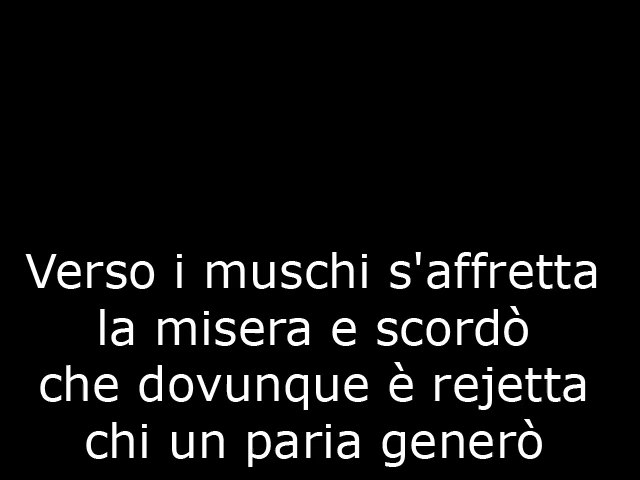 Verso i muschi s'affretta
la misera e scordò
che dovunque è rejetta
chi un paria generò